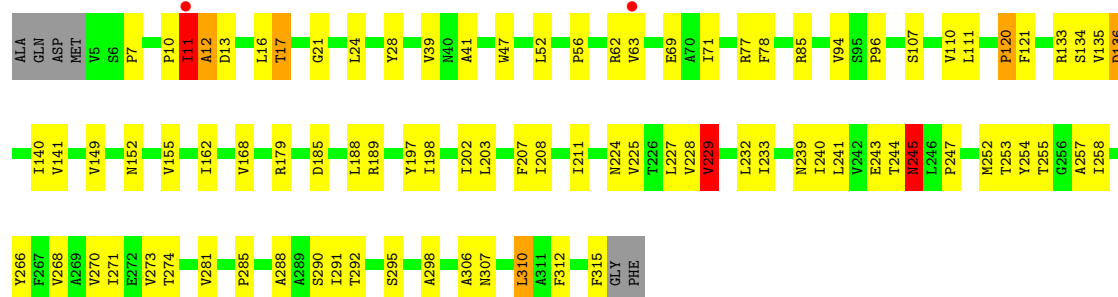 ALA GLN ASP MET V5 S6 P7 P10 I11 A12 D13 L16 T17 G21 L24 Y28 V39 N40 A41 W47 L52 P56 R62 V63 E69 A70 I71 R77 F78 R85 V94 S95 P96 S107 V110 L111 P120 F121 R133 S134 V135 D136
I140 V141 V149 N152 V155 I162 V168 R179 D185 L188 R189 Y197 I198 I202 L203 F207 I208 I211 N224 V225 T226 L227 V228 V229 L232 I233 N239 I240 L241 V242 E243 T244 N245 L246 P247 M252 T253 Y254 T255 G256 A257 I258
Y266 F267 V268 A269 V270 I271 E272 V273 T274 V281 P285 A288 A289 S290 I291 T292 S295 A298 A306 N307 L310 A311 F312 F315 GLY PHE